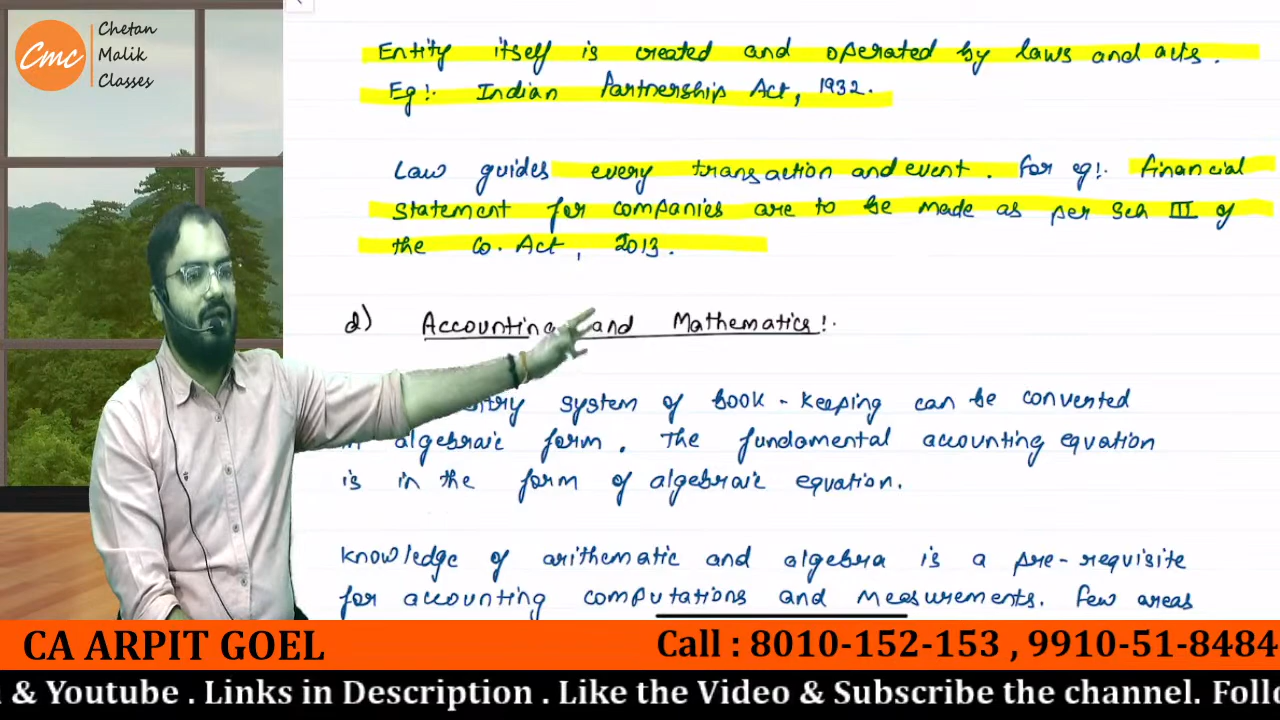 cmc
Chetan
Malik
Classes
Entity itself is created and operated by laws and acts.
Eg:. Indian Partnership Act, 1932.
Law guides every transaction and event. For eg:. financial
statement for companies are to be made as per Sch III of
the Co. Act, 2013.
d) Accounting and Mathematics:.
entry system of book-keeping can be converted
in algebraic form. The fundamental accounting equation
is in the form of algebraic equation.
Knowledge of arithematic and algebra is a pre-requisite
for accounting computations and measurements. Few areas
CA ARPIT GOEL
Call : 8010-152-153 , 9910-51-8484
& Youtube . Links in Description . Like the Video & Subscribe the channel. Follo